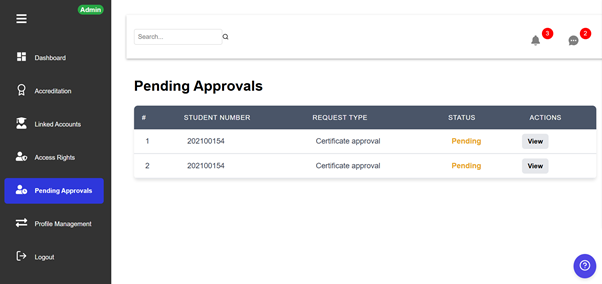 Admin
Dashboard
Accreditation
Linked Accounts
Access Rights
Pending Approvals
Profile Management
Logout
Search...
3
2
Pending Approvals
# STUDENT NUMBER REQUEST TYPE STATUS ACTIONS
1 202100154 Certificate approval Pending View
2 202100154 Certificate approval Pending View